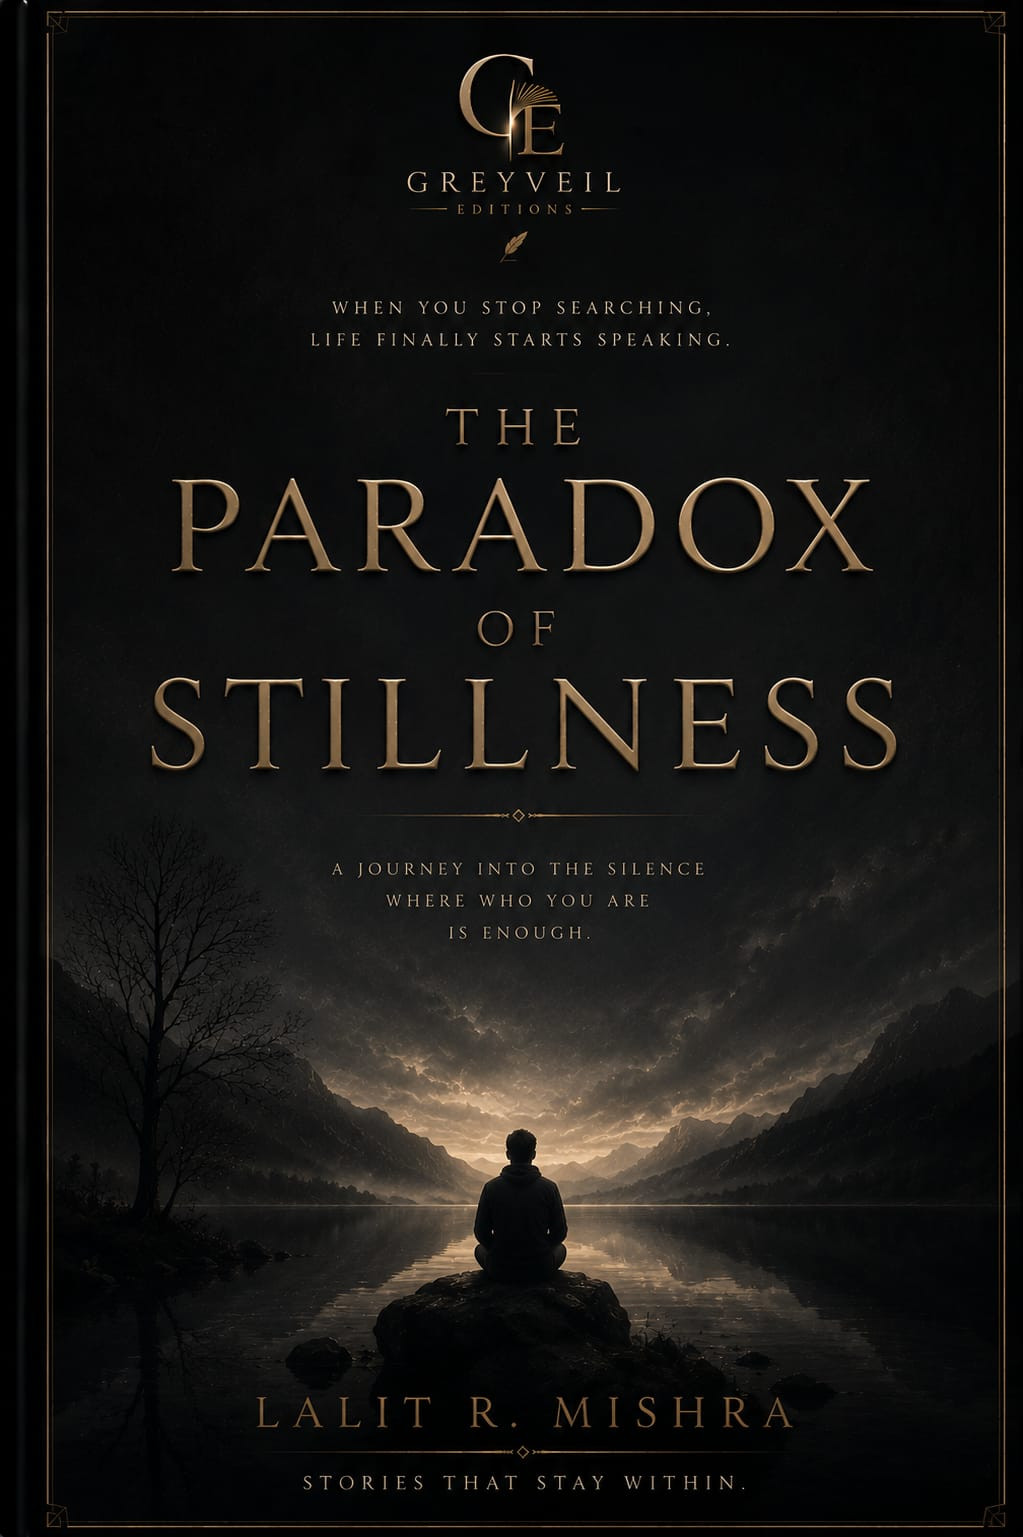 GE
GREYVEIL
EDITIONS
WHEN YOU STOP SEARCHING,
LIFE FINALLY STARTS SPEAKING.
THE
PARADOX
OF
STILLNESS
A JOURNEY INTO THE SILENCE
WHERE WHO YOU ARE
IS ENOUGH.
LALIT R. MISHRA
STORIES THAT STAY WITHIN.